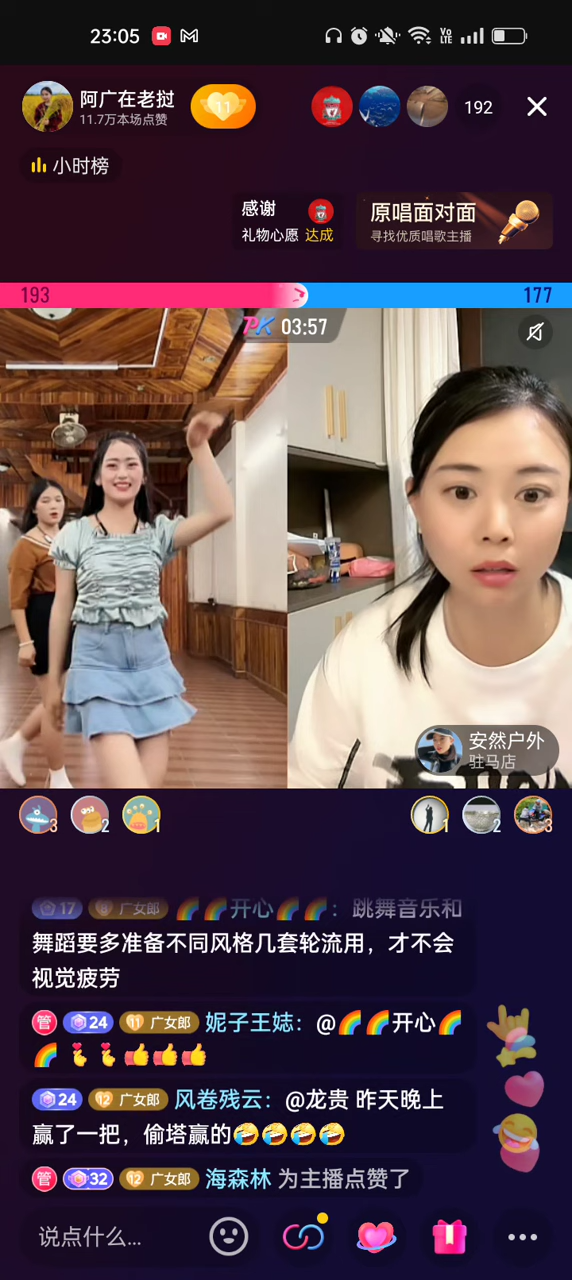 23:05
Vo
LTE
阿广在老挝
11.7万本场点赞
11
192
小时榜
感谢
礼物心愿 达成
原唱面对面
寻找优质唱歌主播
193
177
PK 03:57
安然户外
驻马店
3
2
1
1
2
3
17 8 广女郎 🌈🌈开心🌈🌈：跳舞音乐和
舞蹈要多准备不同风格几套轮流用，才不会
视觉疲劳
管 24 11 广女郎 妮子王娡：@🌈🌈开心🌈
🌈 🫰🫰👍👍👍
24 12 广女郎 风卷残云：@龙贵 昨天晚上
赢了一把，偷塔赢的🤣🤣🤣🤣
管 32 12 广女郎 海森林 为主播点赞了
说点什么...